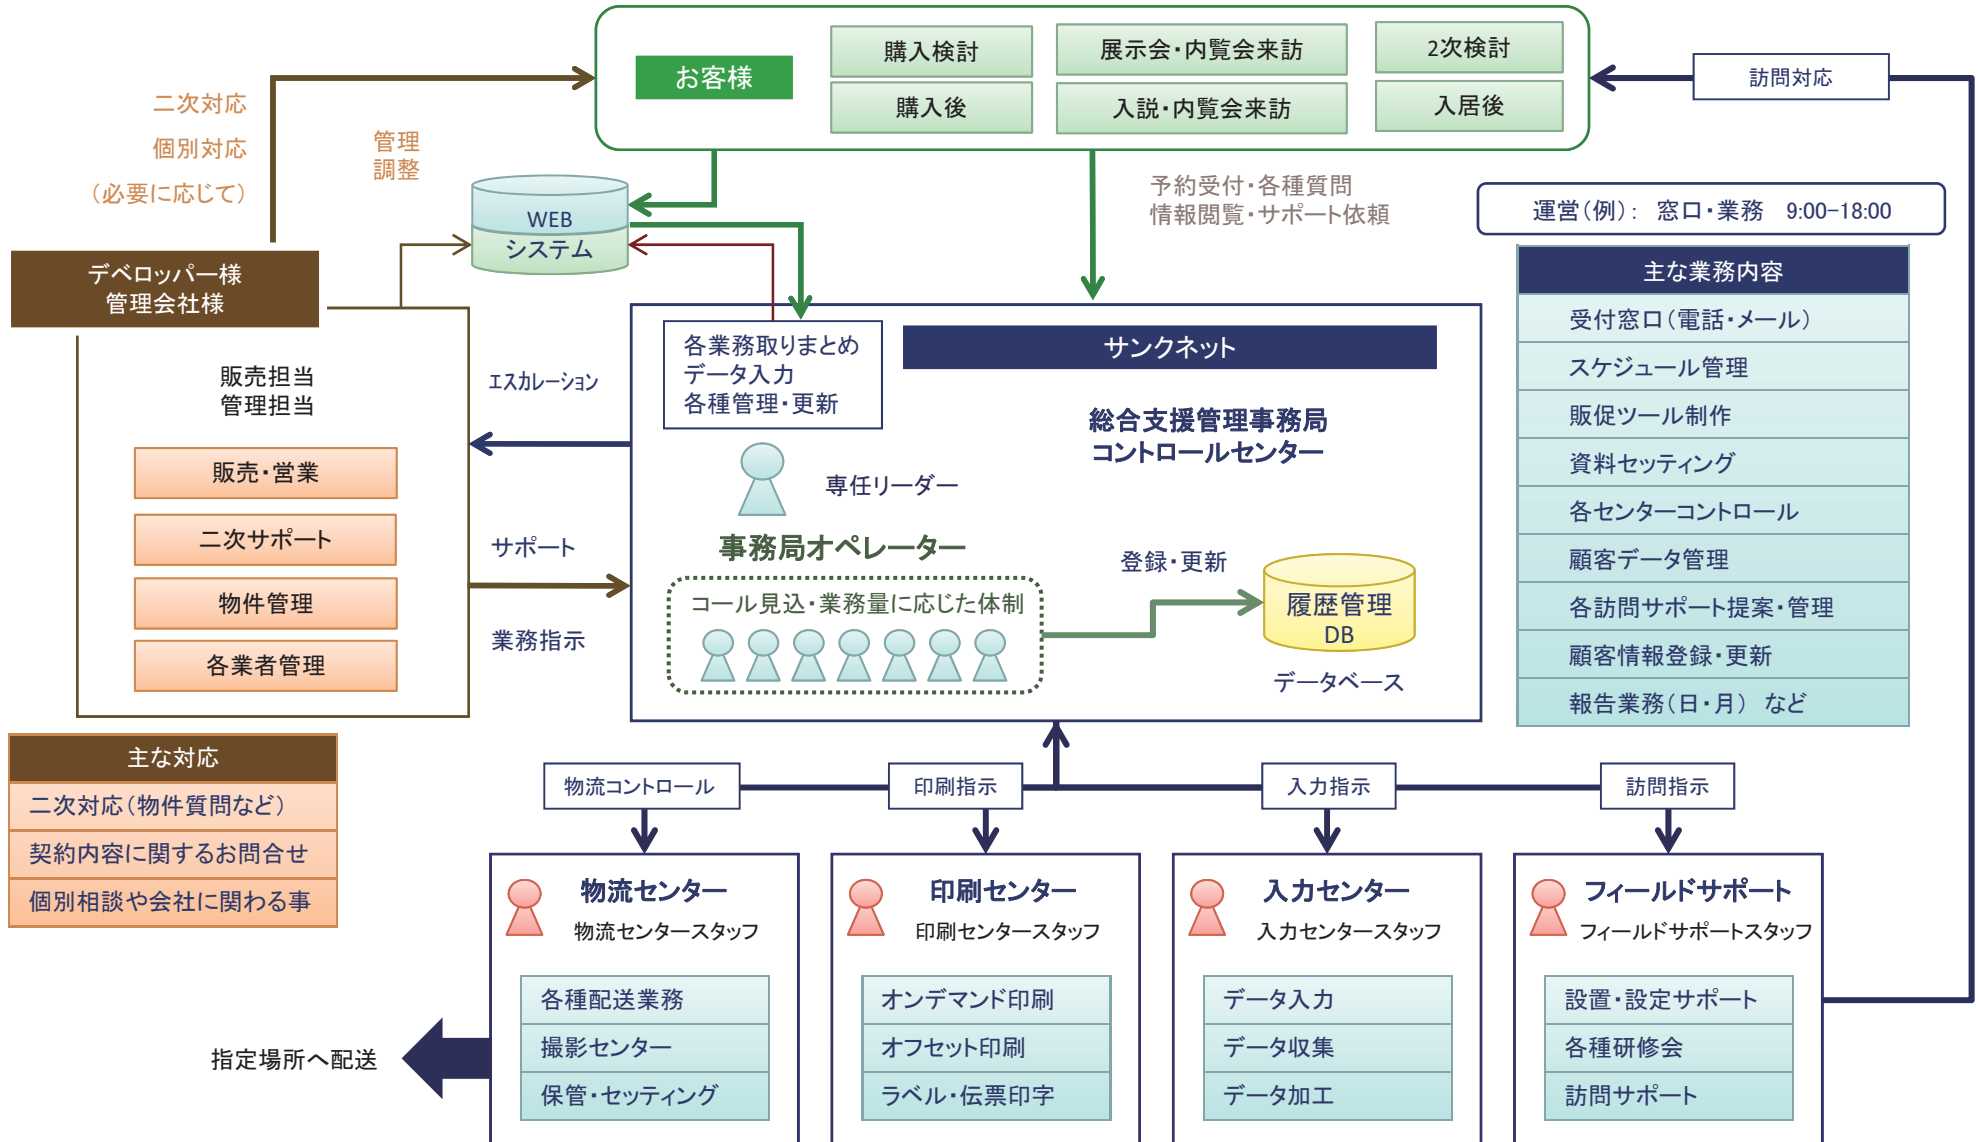 お客様
購入検討
展示会・内覧会来訪
2次検討
購入後
入説・内覧会来訪
入居後
訪問対応
二次対応
個別対応
（必要に応じて）
管理
調整
WEB
システム
予約受付・各種質問
情報閲覧・サポート依頼
運営（例）： 窓口・業務 9:00-18:00
デベロッパー様
管理会社様
販売担当
管理担当
販売・営業
二次サポート
物件管理
各業者管理
エスカレーション
サポート
業務指示
各業務取りまとめ
データ入力
各種管理・更新
サンクネット
総合支援管理事務局
コントロールセンター
専任リーダー
事務局オペレーター
コール見込・業務量に応じた体制
登録・更新
履歴管理
DB
データベース
主な業務内容
受付窓口（電話・メール）
スケジュール管理
販促ツール制作
資料セッティング
各センターコントロール
顧客データ管理
各訪問サポート提案・管理
顧客情報登録・更新
報告業務（日・月） など
主な対応
二次対応（物件質問など）
契約内容に関するお問合せ
個別相談や会社に関わる事
物流コントロール
印刷指示
入力指示
訪問指示
物流センター
物流センタースタッフ
各種配送業務
撮影センター
保管・セッティング
指定場所へ配送
印刷センター
印刷センタースタッフ
オンデマンド印刷
オフセット印刷
ラベル・伝票印字
入力センター
入力センタースタッフ
データ入力
データ収集
データ加工
フィールドサポート
フィールドサポートスタッフ
設置・設定サポート
各種研修会
訪問サポート